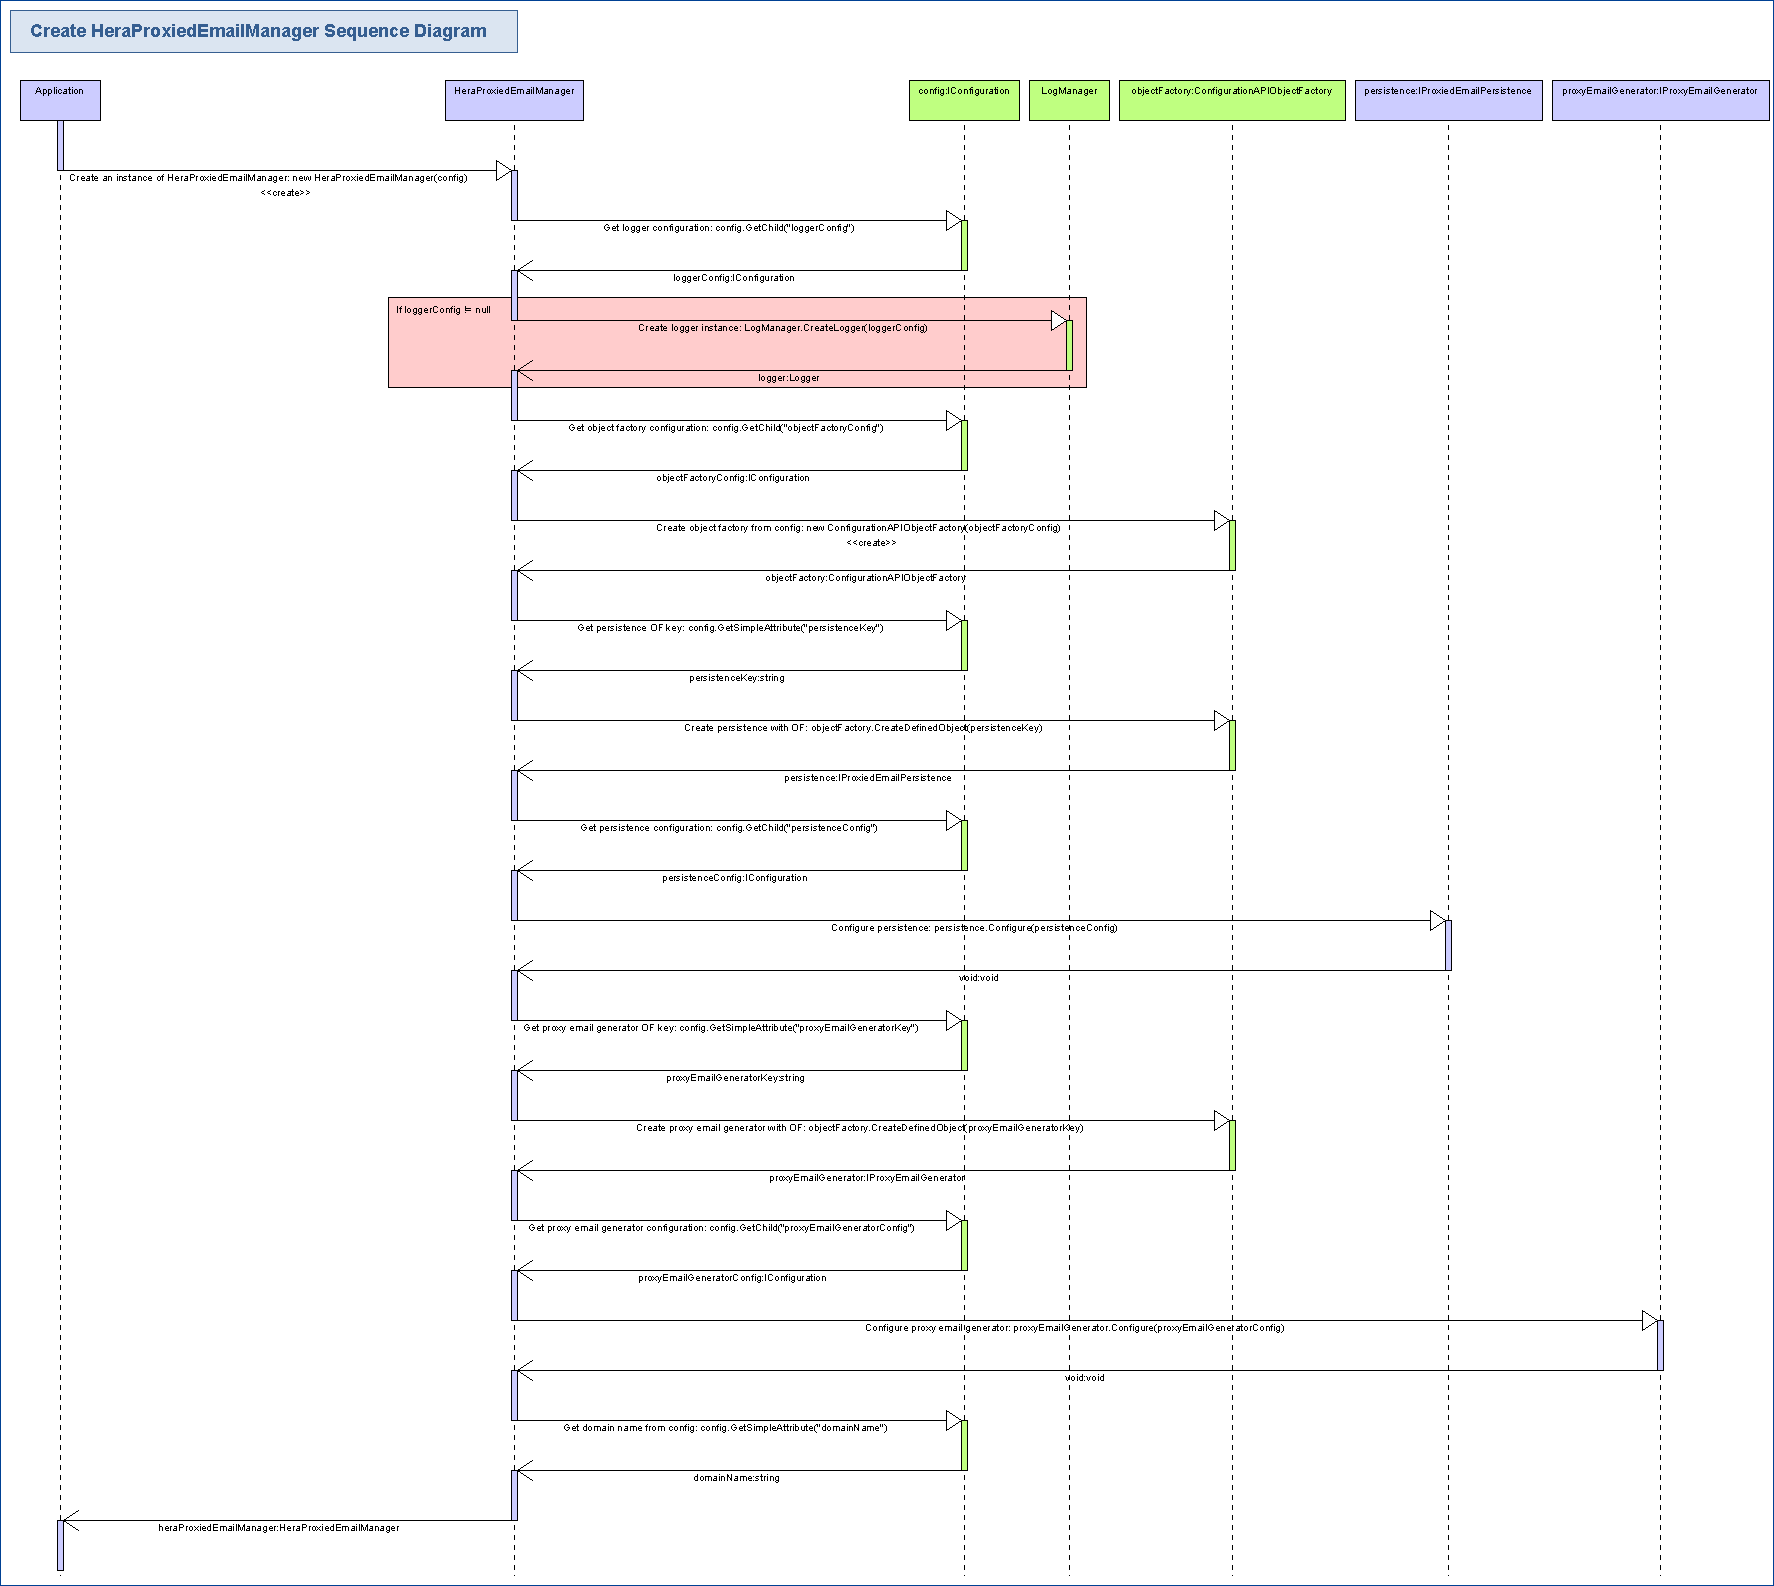 Create HeraProxiedEmailManager Sequence Diagram
Application
HeraProxiedEmailManager
config:IConfiguration
LogManager
objectFactory:ConfigurationAPIObjectFactory
persistence:IProxiedEmailPersistence
proxyEmailGenerator:IProxyEmailGenerator
Create an instance of HeraProxiedEmailManager: new HeraProxiedEmailManager(config)
<<create>>
Get logger configuration: config.GetChild("loggerConfig")
loggerConfig:IConfiguration
If loggerConfig != null
Create logger instance: LogManager.CreateLogger(loggerConfig)
logger:Logger
Get object factory configuration: config.GetChild("objectFactoryConfig")
objectFactoryConfig:IConfiguration
Create object factory from config: new ConfigurationAPIObjectFactory(objectFactoryConfig)
<<create>>
objectFactory:ConfigurationAPIObjectFactory
Get persistence OF key: config.GetSimpleAttribute("persistenceKey")
persistenceKey:string
Create persistence with OF: objectFactory.CreateDefinedObject(persistenceKey)
persistence:IProxiedEmailPersistence
Get persistence configuration: config.GetChild("persistenceConfig")
persistenceConfig:IConfiguration
Configure persistence: persistence.Configure(persistenceConfig)
void:void
Get proxy email generator OF key: config.GetSimpleAttribute("proxyEmailGeneratorKey")
proxyEmailGeneratorKey:string
Create proxy email generator with OF: objectFactory.CreateDefinedObject(proxyEmailGeneratorKey)
proxyEmailGenerator:IProxyEmailGenerator
Get proxy email generator configuration: config.GetChild("proxyEmailGeneratorConfig")
proxyEmailGeneratorConfig:IConfiguration
Configure proxy email generator: proxyEmailGenerator.Configure(proxyEmailGeneratorConfig)
void:void
Get domain name from config: config.GetSimpleAttribute("domainName")
domainName:string
heraProxiedEmailManager:HeraProxiedEmailManager